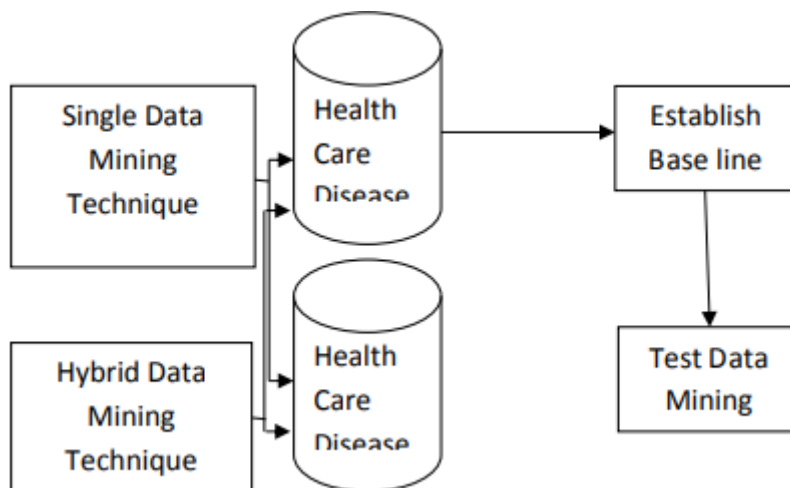 Single Data
Mining
Technique
Health
Care
Disease
Establish
Base line
Hybrid Data
Mining
Technique
Health
Care
Disease
Test Data
Mining